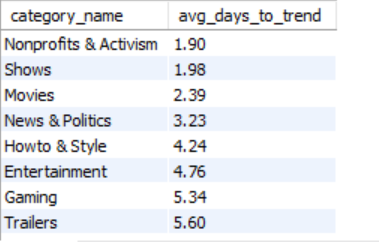 category_name avg_days_to_trend
Nonprofits & Activism 1.90
Shows 1.98
Movies 2.39
News & Politics 3.23
Howto & Style 4.24
Entertainment 4.76
Gaming 5.34
Trailers 5.60